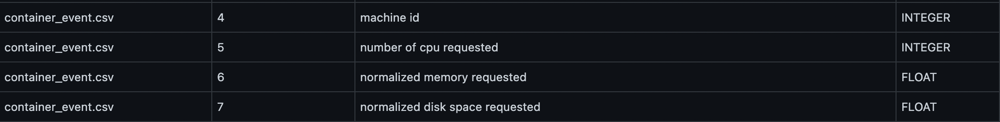 container_event.csv 4 machine id INTEGER
container_event.csv 5 number of cpu requested INTEGER
container_event.csv 6 normalized memory requested FLOAT
container_event.csv 7 normalized disk space requested FLOAT